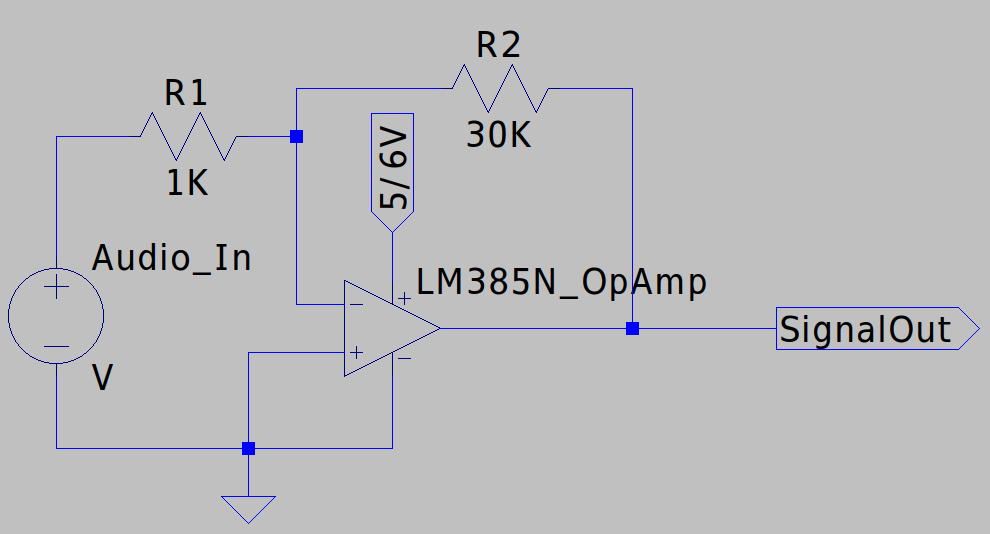 R2
R1
30K
1K
5/6V
Audio_In
LM385N_OpAmp
SignalOut
V